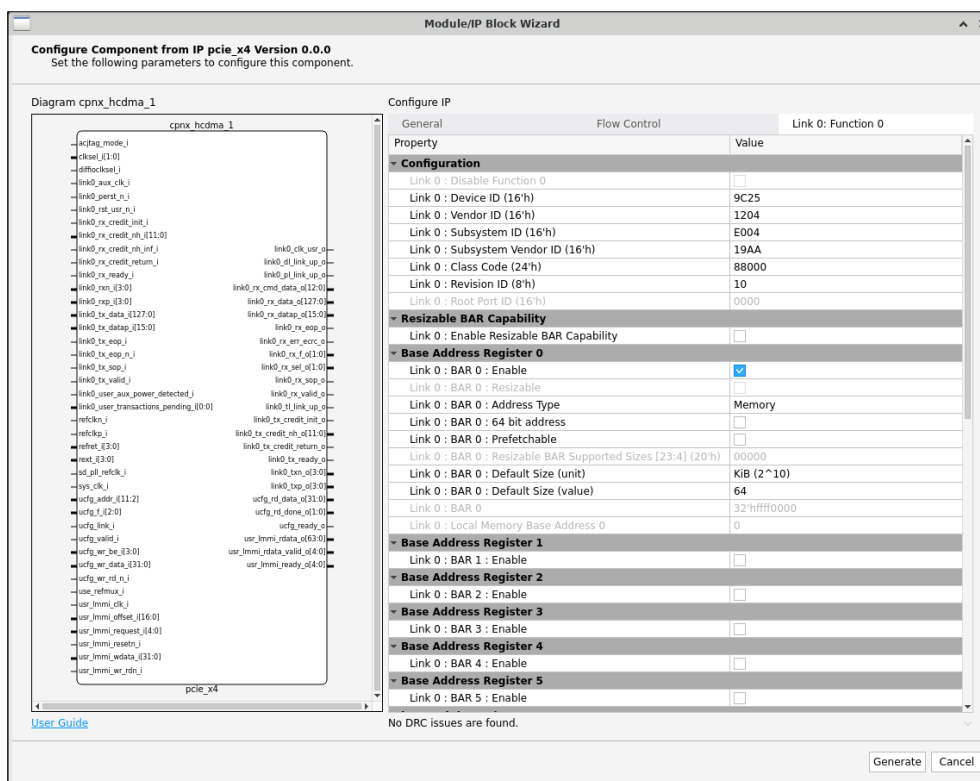 Module/IP Block Wizard
Configure Component from IP pcie_x4 Version 0.0.0
Set the following parameters to configure this component.
Diagram cpnx_hcdma_1
cpnx_hcdma_1
acjtag_mode_i
clksel_i[1:0]
diffioclksel_i
link0_aux_clk_i
link0_perst_n_i
link0_rst_usr_n_i
link0_rx_credit_init_i
link0_rx_credit_nh_i[11:0]
link0_rx_credit_nh_inf_i
link0_rx_credit_return_i
link0_rx_ready_i
link0_rxn_i[3:0]
link0_rxp_i[3:0]
link0_tx_data_i[127:0]
link0_tx_datap_i[15:0]
link0_tx_eop_i
link0_tx_eop_n_i
link0_tx_sop_i
link0_tx_valid_i
link0_user_aux_power_detected_i
link0_user_transactions_pending_i[0:0]
refclkn_i
refclkp_i
refret_i[3:0]
rext_i[3:0]
sd_pll_refclk_i
sys_clk_i
ucfg_addr_i[11:2]
ucfg_f_i[2:0]
ucfg_link_i
ucfg_valid_i
ucfg_wr_be_i[3:0]
ucfg_wr_data_i[31:0]
ucfg_wr_rd_n_i
use_refmux_i
usr_lmmi_clk_i
usr_lmmi_offset_i[16:0]
usr_lmmi_request_i[4:0]
usr_lmmi_resetn_i
usr_lmmi_wdata_i[31:0]
usr_lmmi_wr_rdn_i
link0_clk_usr_o
link0_dl_link_up_o
link0_pl_link_up_o
link0_rx_cmd_data_o[12:0]
link0_rx_data_o[127:0]
link0_rx_datap_o[15:0]
link0_rx_eop_o
link0_rx_err_ecrc_o
link0_rx_f_o[1:0]
link0_rx_sel_o[1:0]
link0_rx_sop_o
link0_rx_valid_o
link0_tl_link_up_o
link0_tx_credit_init_o
link0_tx_credit_nh_o[11:0]
link0_tx_credit_return_o
link0_tx_ready_o
link0_txn_o[3:0]
link0_txp_o[3:0]
ucfg_rd_data_o[31:0]
ucfg_rd_done_o[1:0]
ucfg_ready_o
usr_lmmi_rdata_o[63:0]
usr_lmmi_rdata_valid_o[4:0]
usr_lmmi_ready_o[4:0]
pcie_x4
User Guide
Configure IP
General Flow Control Link 0: Function 0
Property Value
Configuration
Link 0 : Disable Function 0
Link 0 : Device ID (16'h) 9C25
Link 0 : Vendor ID (16'h) 1204
Link 0 : Subsystem ID (16'h) E004
Link 0 : Subsystem Vendor ID (16'h) 19AA
Link 0 : Class Code (24'h) 88000
Link 0 : Revision ID (8'h) 10
Link 0 : Root Port ID (16'h) 0000
Resizable BAR Capability
Link 0 : Enable Resizable BAR Capability
Base Address Register 0
Link 0 : BAR 0 : Enable
Link 0 : BAR 0 : Resizable
Link 0 : BAR 0 : Address Type Memory
Link 0 : BAR 0 : 64 bit address
Link 0 : BAR 0 : Prefetchable
Link 0 : BAR 0 : Resizable BAR Supported Sizes [23:4] (20'h) 00000
Link 0 : BAR 0 : Default Size (unit) KiB (2^10)
Link 0 : BAR 0 : Default Size (value) 64
Link 0 : BAR 0 32'hffff0000
Link 0 : Local Memory Base Address 0 0
Base Address Register 1
Link 0 : BAR 1 : Enable
Base Address Register 2
Link 0 : BAR 2 : Enable
Base Address Register 3
Link 0 : BAR 3 : Enable
Base Address Register 4
Link 0 : BAR 4 : Enable
Base Address Register 5
Link 0 : BAR 5 : Enable
No DRC issues are found.
Generate Cancel